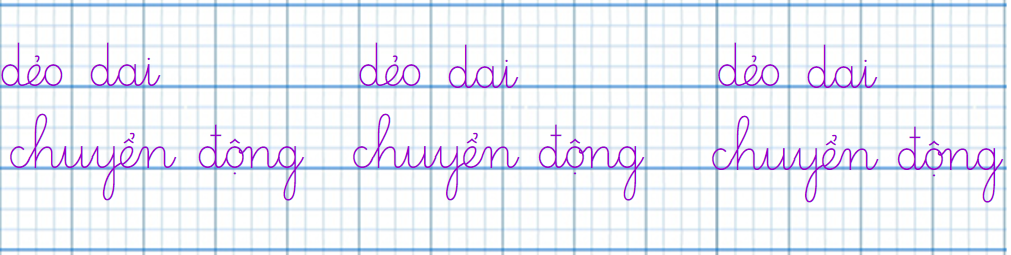 dẻo dai dẻo dai dẻo dai
chuyển động chuyển động chuyển động